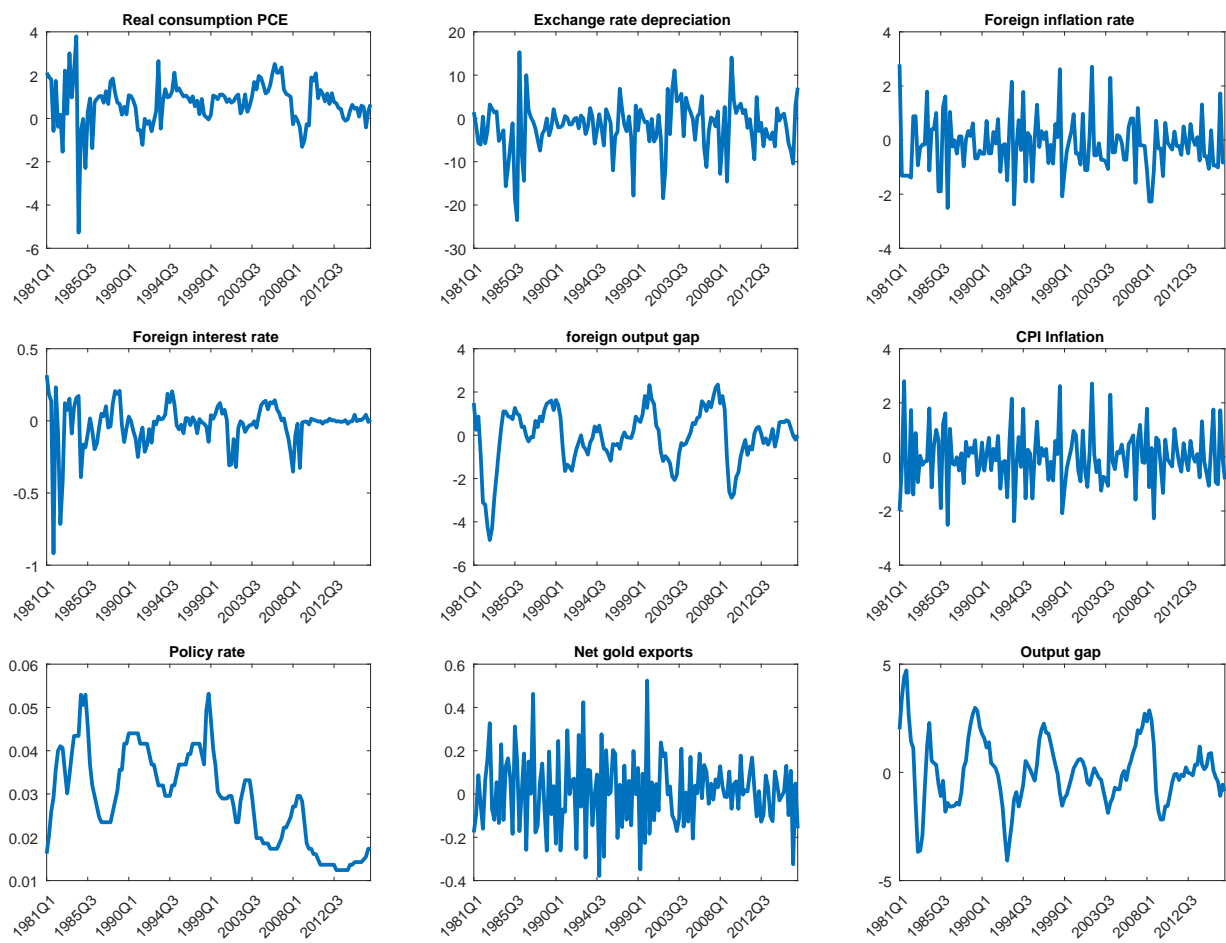 Real consumption PCE
4
2
0
-2
-4
-6
1981Q1
1985Q3
1990Q1
1994Q3
1999Q1
2003Q3
2008Q1
2012Q3
Exchange rate depreciation
20
10
0
-10
-20
-30
1981Q1
1985Q3
1990Q1
1994Q3
1999Q1
2003Q3
2008Q1
2012Q3
Foreign inflation rate
4
2
0
-2
-4
1981Q1
1985Q3
1990Q1
1994Q3
1999Q1
2003Q3
2008Q1
2012Q3
Foreign interest rate
0.5
0
-0.5
-1
1981Q1
1985Q3
1990Q1
1994Q3
1999Q1
2003Q3
2008Q1
2012Q3
foreign output gap
4
2
0
-2
-4
-6
1981Q1
1985Q3
1990Q1
1994Q3
1999Q1
2003Q3
2008Q1
2012Q3
CPI Inflation
4
2
0
-2
-4
1981Q1
1985Q3
1990Q1
1994Q3
1999Q1
2003Q3
2008Q1
2012Q3
Policy rate
0.06
0.05
0.04
0.03
0.02
0.01
1981Q1
1985Q3
1990Q1
1994Q3
1999Q1
2003Q3
2008Q1
2012Q3
Net gold exports
0.6
0.4
0.2
0
-0.2
-0.4
1981Q1
1985Q3
1990Q1
1994Q3
1999Q1
2003Q3
2008Q1
2012Q3
Output gap
5
0
-5
1981Q1
1985Q3
1990Q1
1994Q3
1999Q1
2003Q3
2008Q1
2012Q3